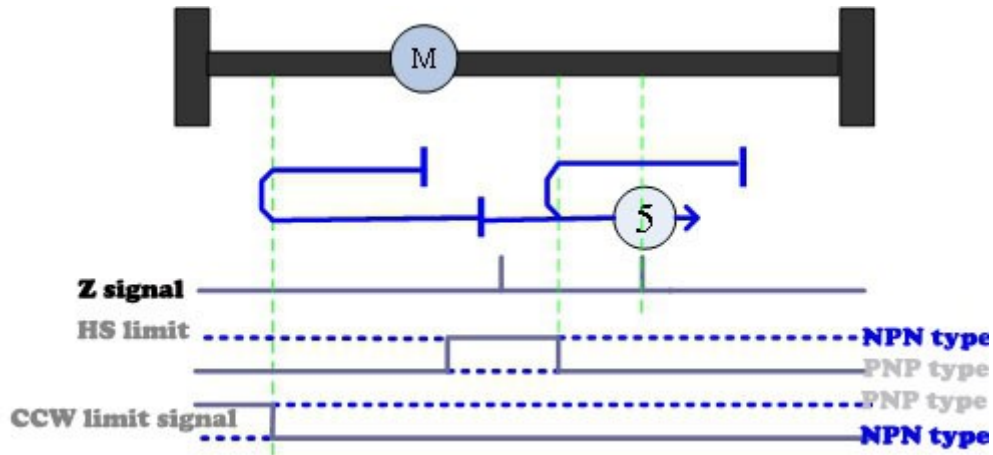 M
5
Z signal
HS limit
NPN type
PNP type
PNP type
CCW limit signal
NPN type